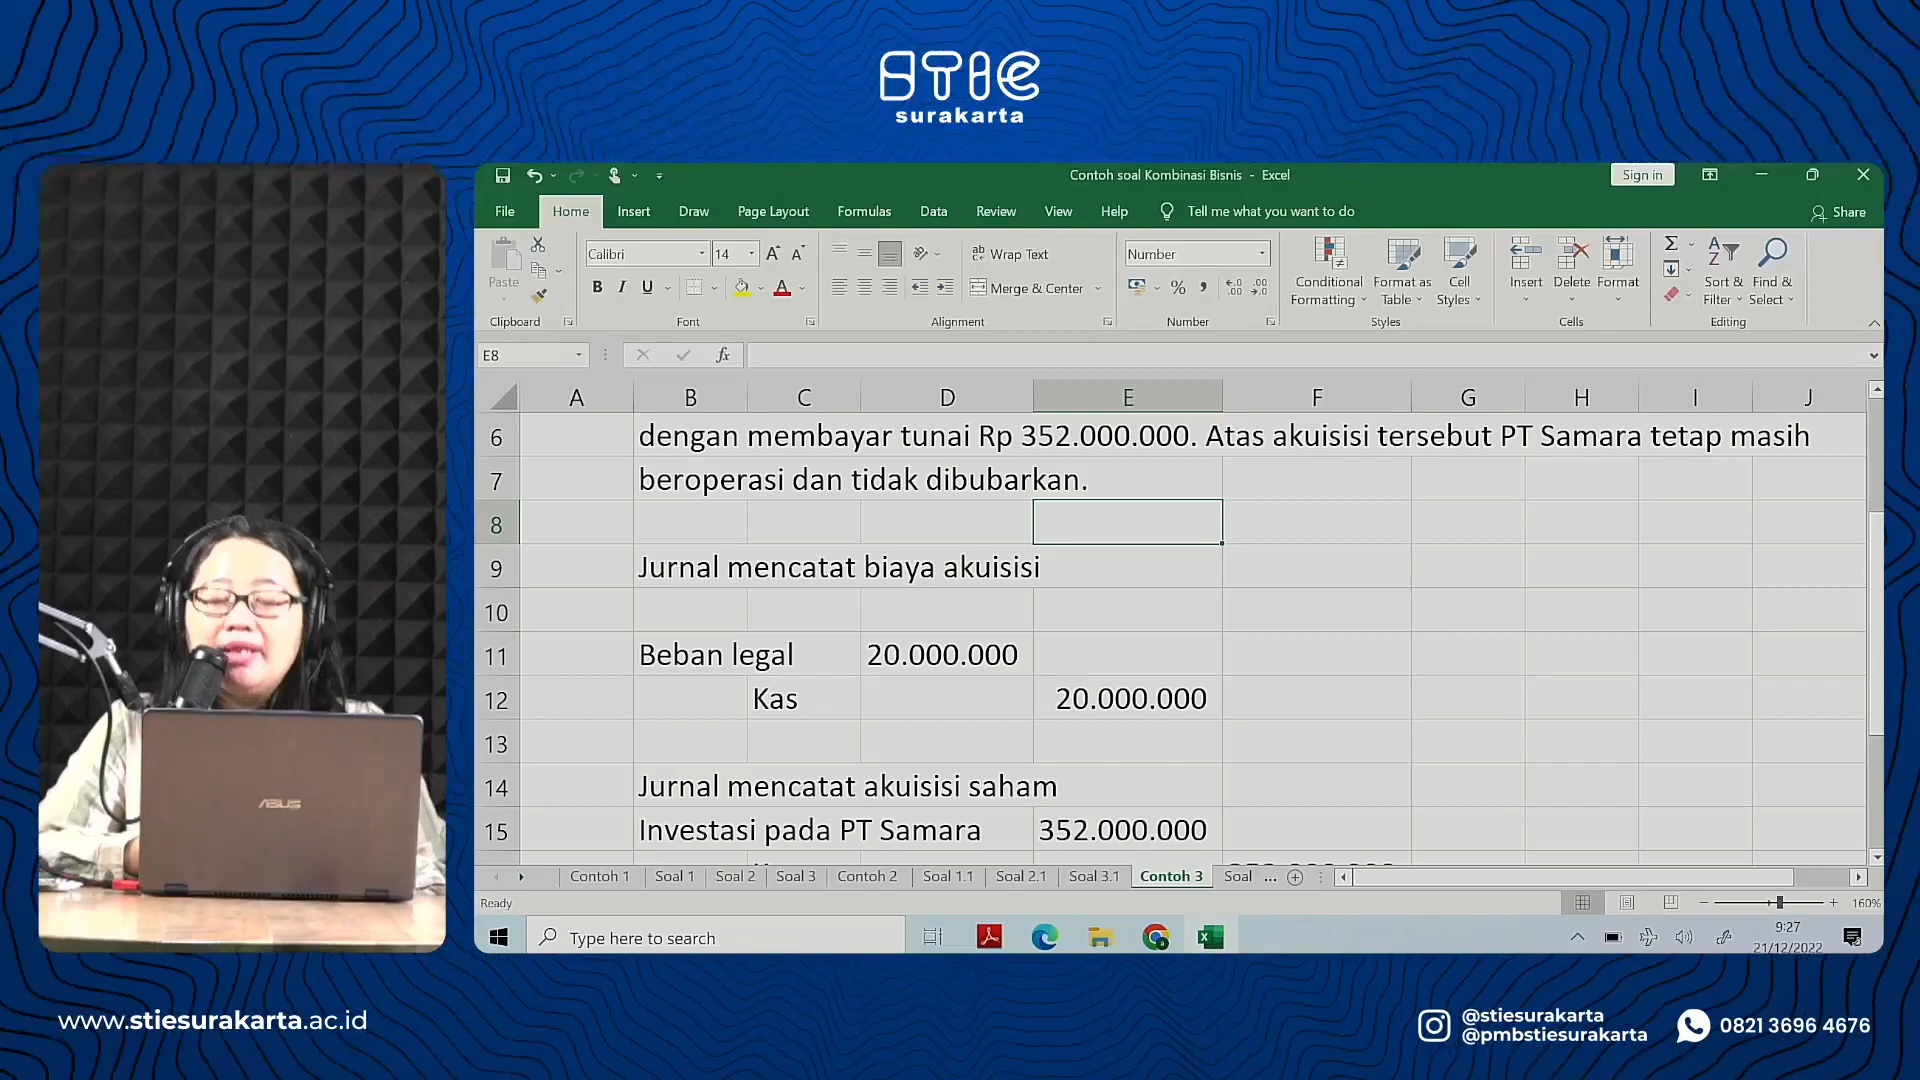 STIE
surakarta
Contoh soal Kombinasi Bisnis - Excel
Sign in
File Home Insert Draw Page Layout Formulas Data Review View Help Tell me what you want to do
Share
Paste
Clipboard
Calibri 14
B I U
Font
Wrap Text
Merge & Center
Alignment
Number
Number
Conditional Formatting
Format as Table
Cell Styles
Styles
Insert Delete Format
Cells
Sort & Filter
Find & Select
Editing
E8
fx
A B C D E F G H I J
6 dengan membayar tunai Rp 352.000.000. Atas akuisisi tersebut PT Samara tetap masih
7 beroperasi dan tidak dibubarkan.
8
9 Jurnal mencatat biaya akuisisi
10
11 Beban legal 20.000.000
12 Kas 20.000.000
13
14 Jurnal mencatat akuisisi saham
15 Investasi pada PT Samara 352.000.000
Contoh 1 Soal 1 Soal 2 Soal 3 Contoh 2 Soal 1.1 Soal 2.1 Soal 3.1 Contoh 3 Soal ...
Ready
160%
Type here to search
9:27
21/12/2022
ASUS
www.stiesurakarta.ac.id
@stiesurakarta
@pmbstiesurakarta
0821 3696 4676